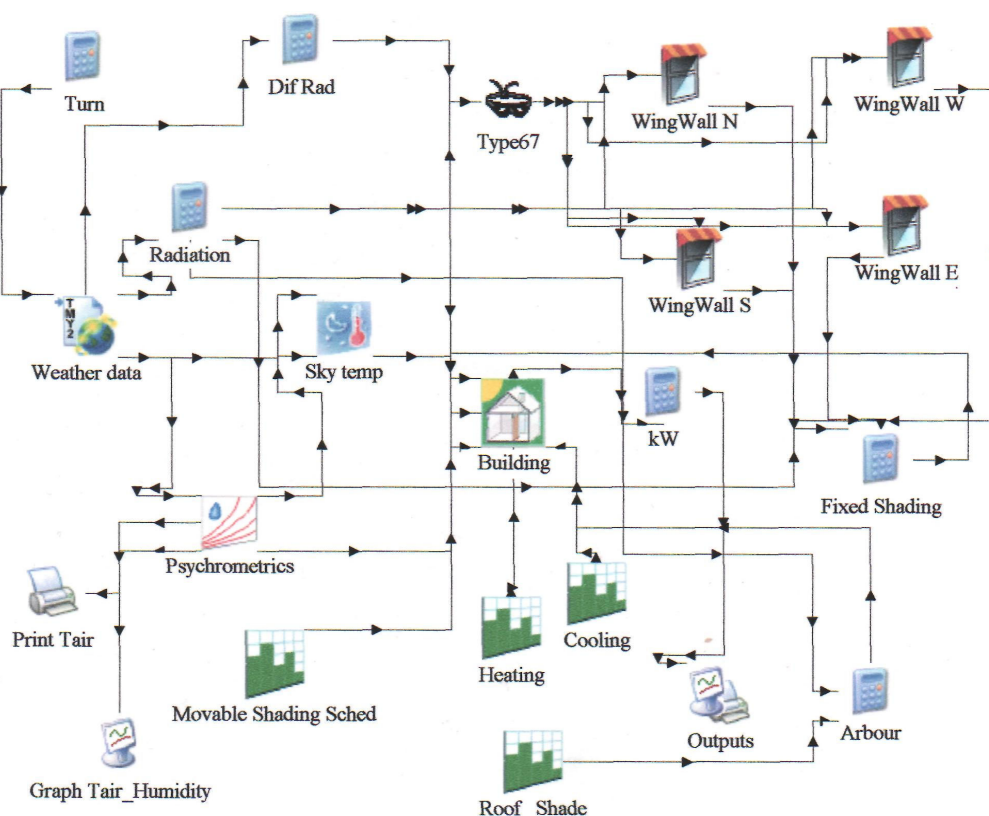 Turn
Dif Rad
Type67
WingWall N
WingWall W
Radiation
WingWall S
WingWall E
TMY2
Weather data
Sky temp
Building
kW
Fixed Shading
Psychrometrics
Print Tair
Movable Shading Sched
Heating
Cooling
Outputs
Arbour
Graph Tair_Humidity
Roof Shade